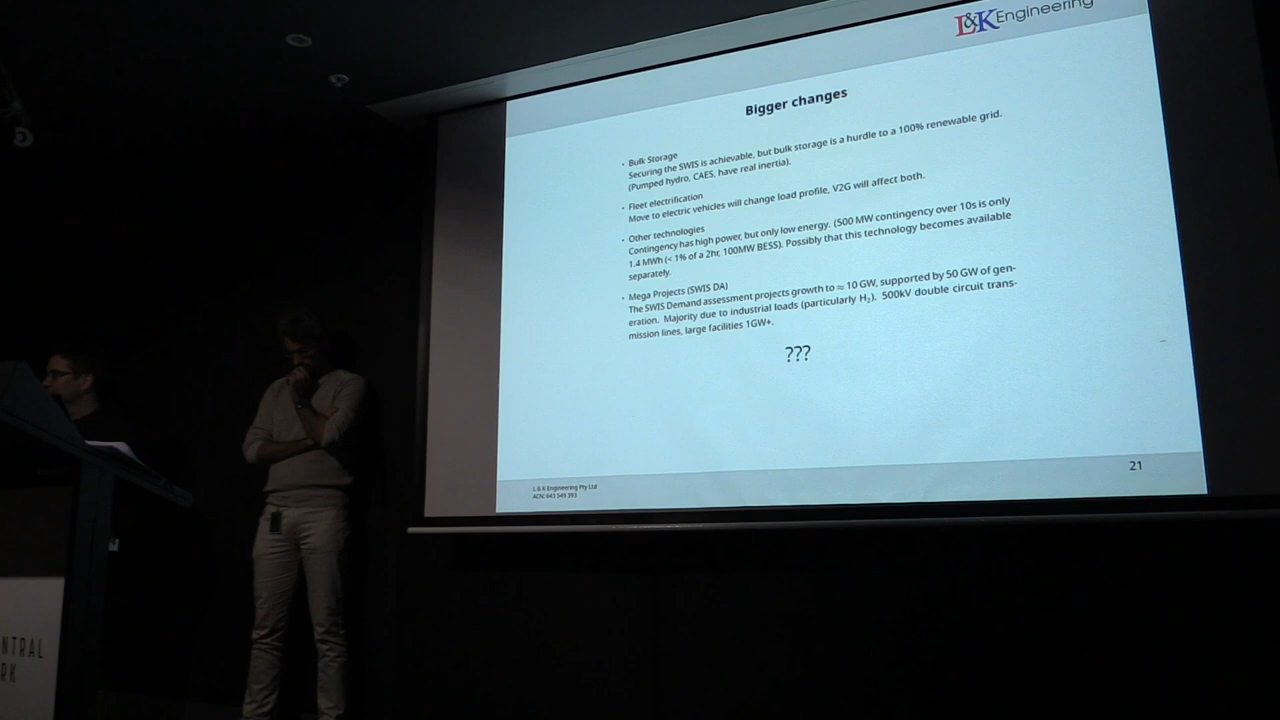 L&K Engineering
Bigger changes
• Bulk Storage
Securing the SWIS is achievable, but bulk storage is a hurdle to a 100% renewable grid.
(Pumped hydro, CAES, have real inertia).
• Fleet electrification
Move to electric vehicles will change load profile, V2G will affect both.
• Other technologies
Contingency has high power, but only low energy. (500 MW contingency over 10s is only
1.4 MWh (< 1% of a 2hr, 100MW BESS). Possibly that this technology becomes available
separately.
• Mega Projects (SWIS DA)
The SWIS Demand assessment projects growth to ≈ 10 GW, supported by 50 GW of gen-
eration. Majority due to industrial loads (particularly H₂). 500kV double circuit trans-
mission lines, large facilities 1GW+.
???
21
L & K Engineering Pty Ltd
ACN: 643 549 393
NTRAL
RK